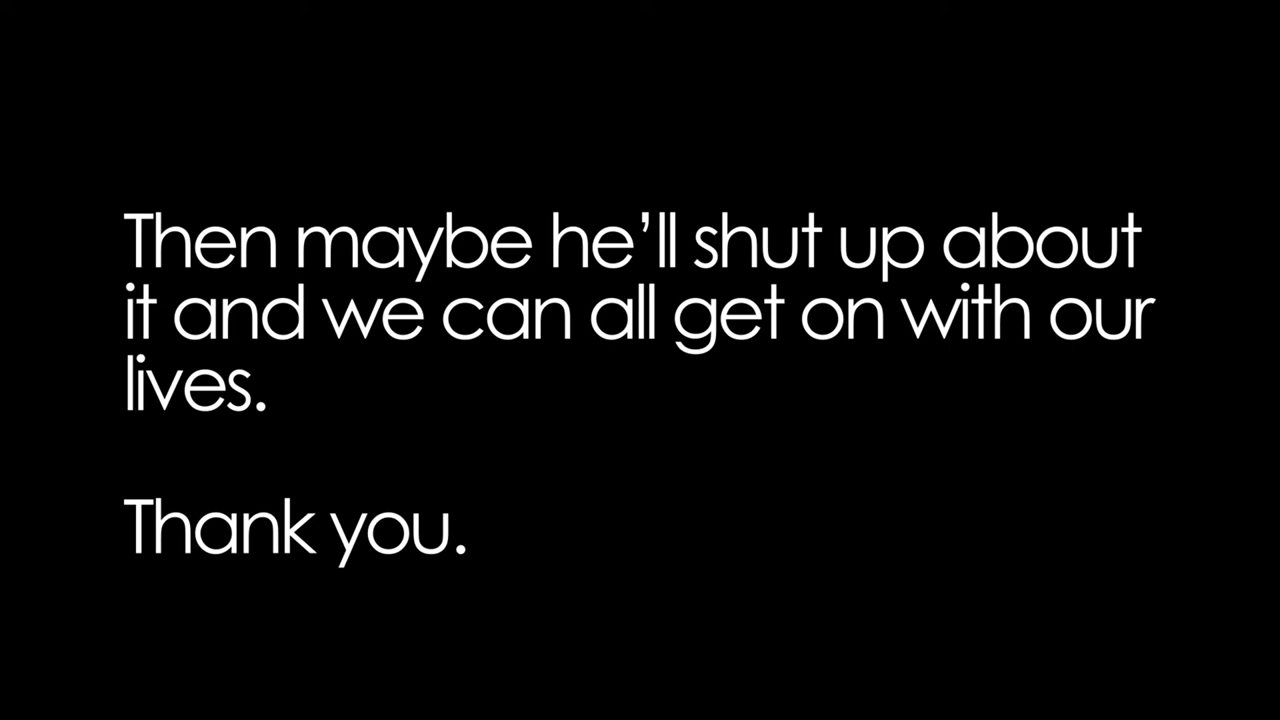 Then maybe he’ll shut up about
it and we can all get on with our
lives.
Thank you.